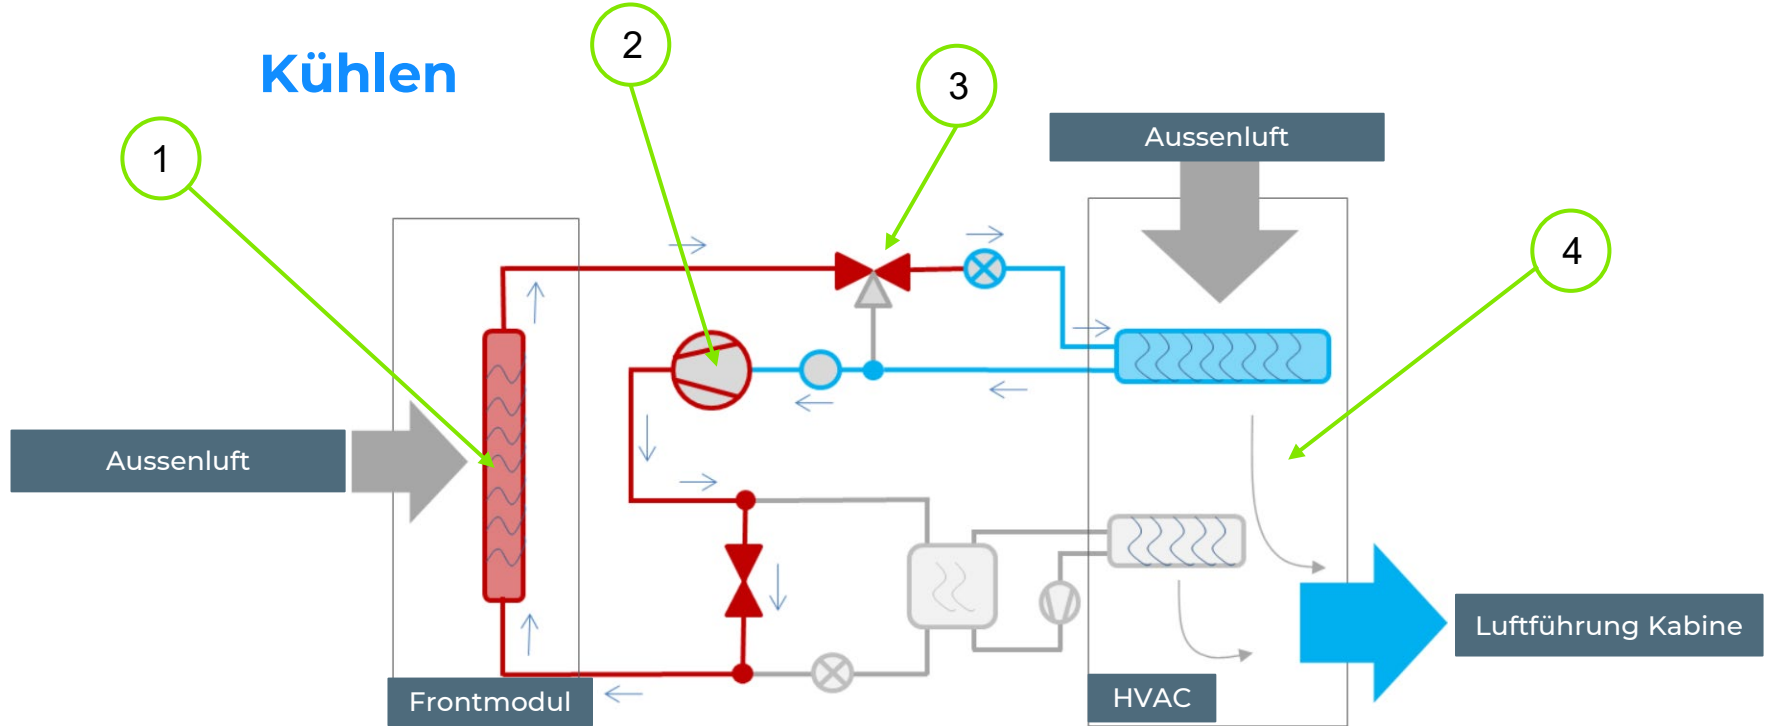 Kühlen
1
2
3
4
Aussenluft
Aussenluft
Luftführung Kabine
Frontmodul
HVAC